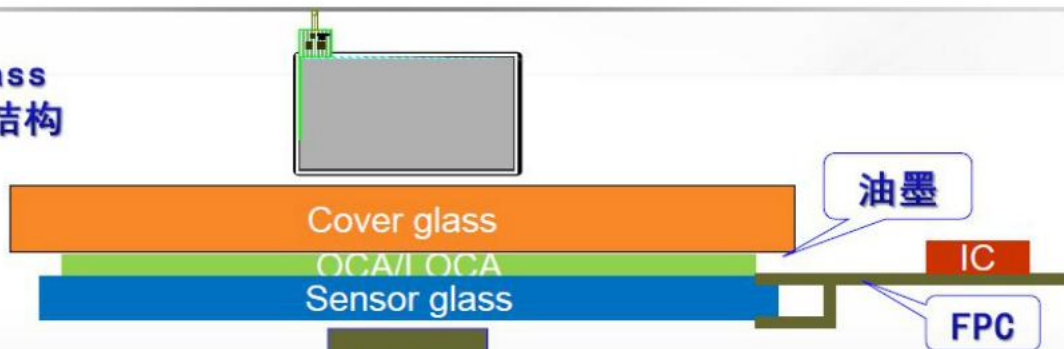 ass
结构
油墨
Cover glass
OCA/LOCA
IC
Sensor glass
FPC